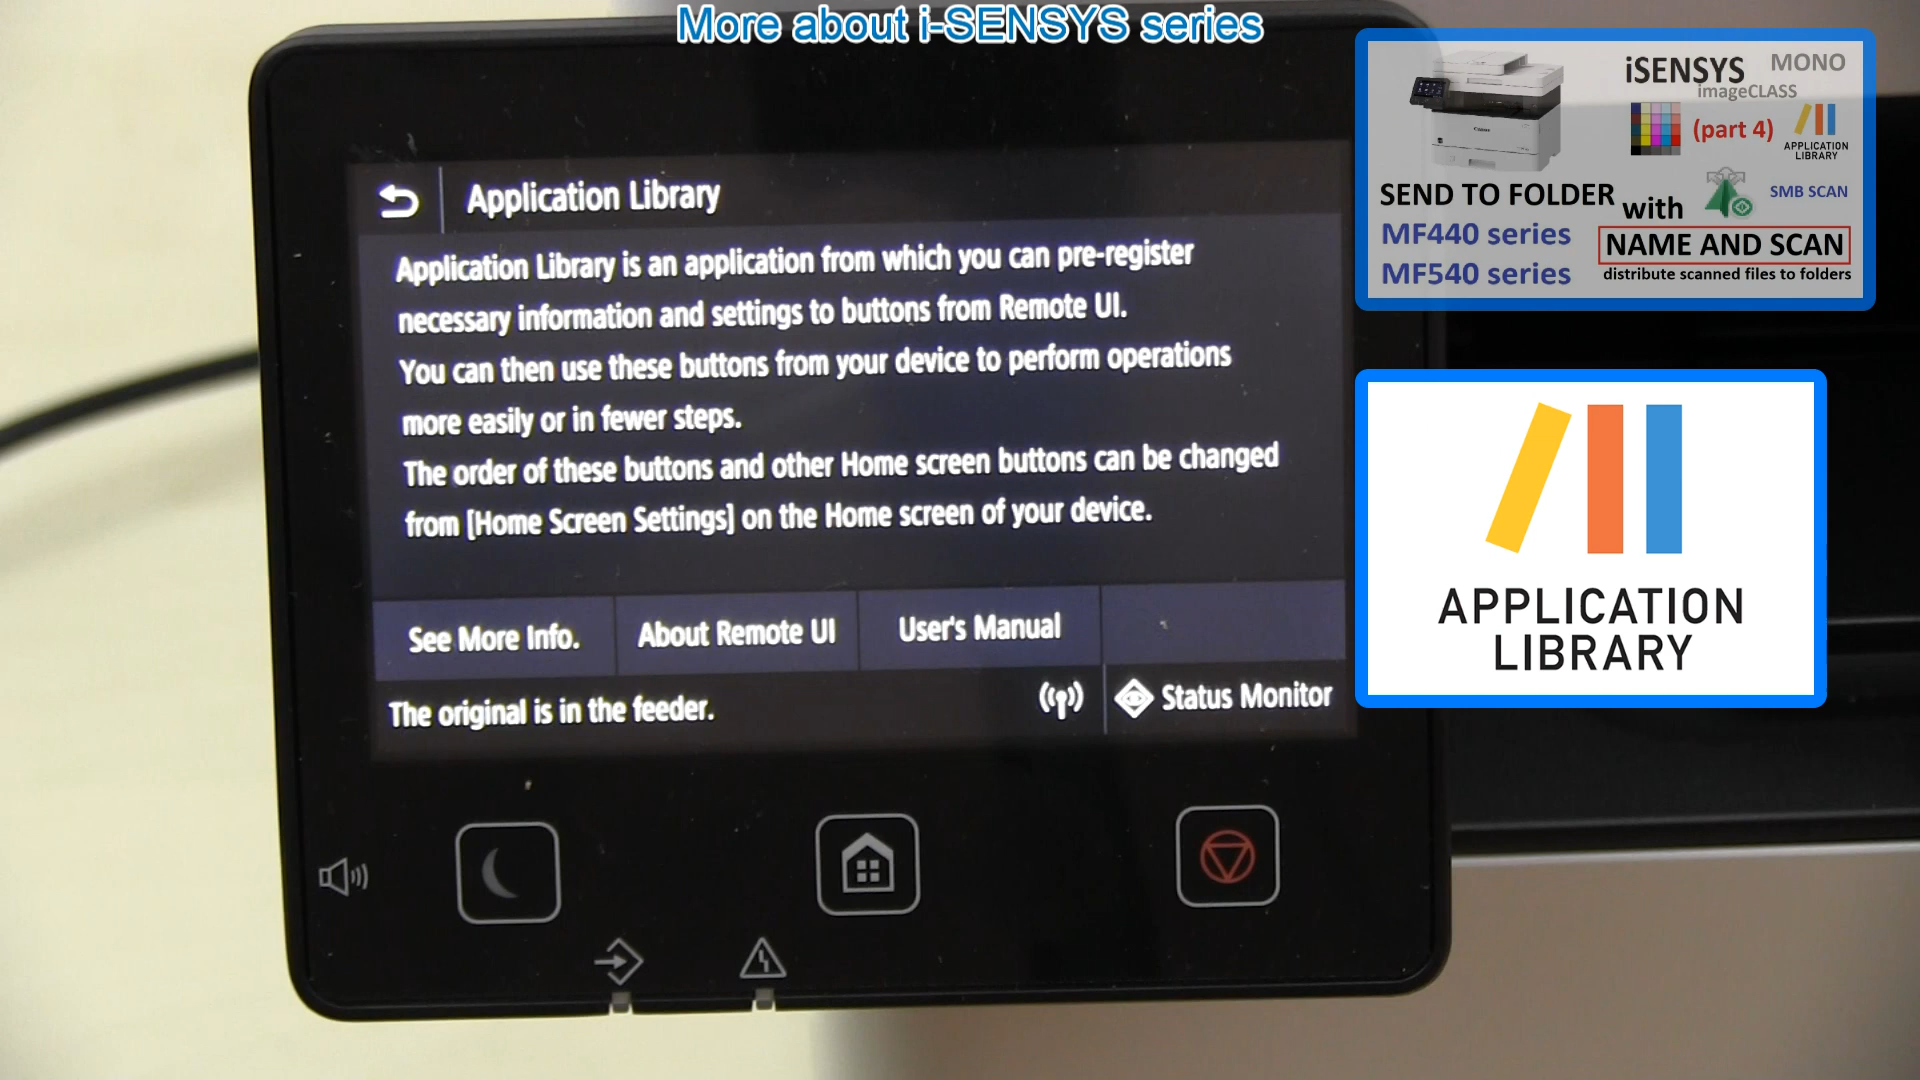 More about i-SENSYS series
Application Library
Application Library is an application from which you can pre-register
necessary information and settings to buttons from Remote UI.
You can then use these buttons from your device to perform operations
more easily or in fewer steps.
The order of these buttons and other Home screen buttons can be changed
from [Home Screen Settings] on the Home screen of your device.
See More Info.
About Remote UI
User's Manual
The original is in the feeder.
Status Monitor
iSENSYS
MONO
imageCLASS
(part 4)
APPLICATION
LIBRARY
SEND TO FOLDER
with
SMB SCAN
MF440 series
NAME AND SCAN
MF540 series
distribute scanned files to folders
Canon
APPLICATION
LIBRARY